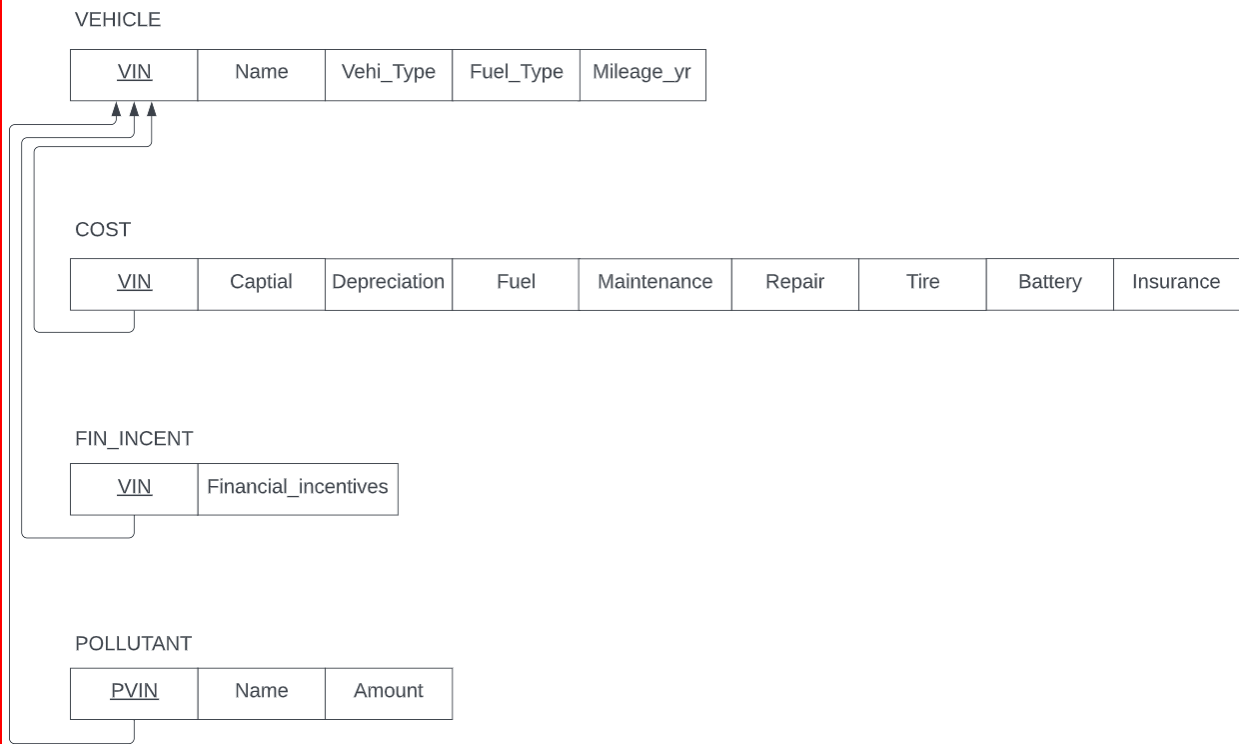 VEHICLE
VIN Name Vehi_Type Fuel_Type Mileage_yr
COST
VIN Captial Depreciation Fuel Maintenance Repair Tire Battery Insurance
FIN_INCENT
VIN Financial_incentives
POLLUTANT
PVIN Name Amount